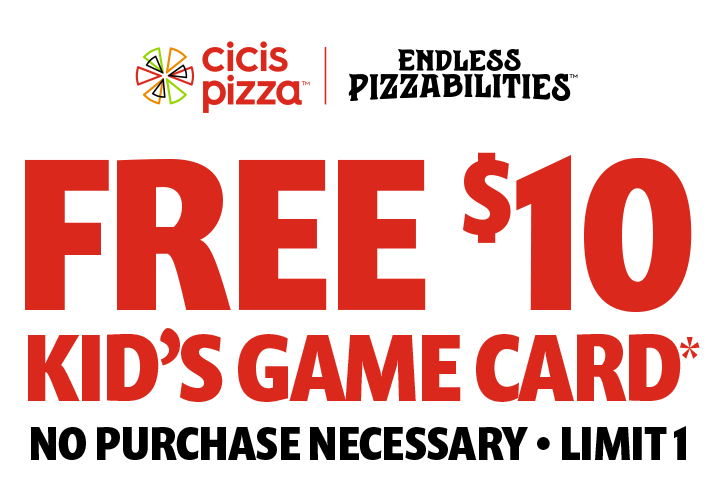 cicis
pizza™
ENDLESS
PIZZABILITIES™
FREE $10
KID'S GAME CARD*
NO PURCHASE NECESSARY • LIMIT 1